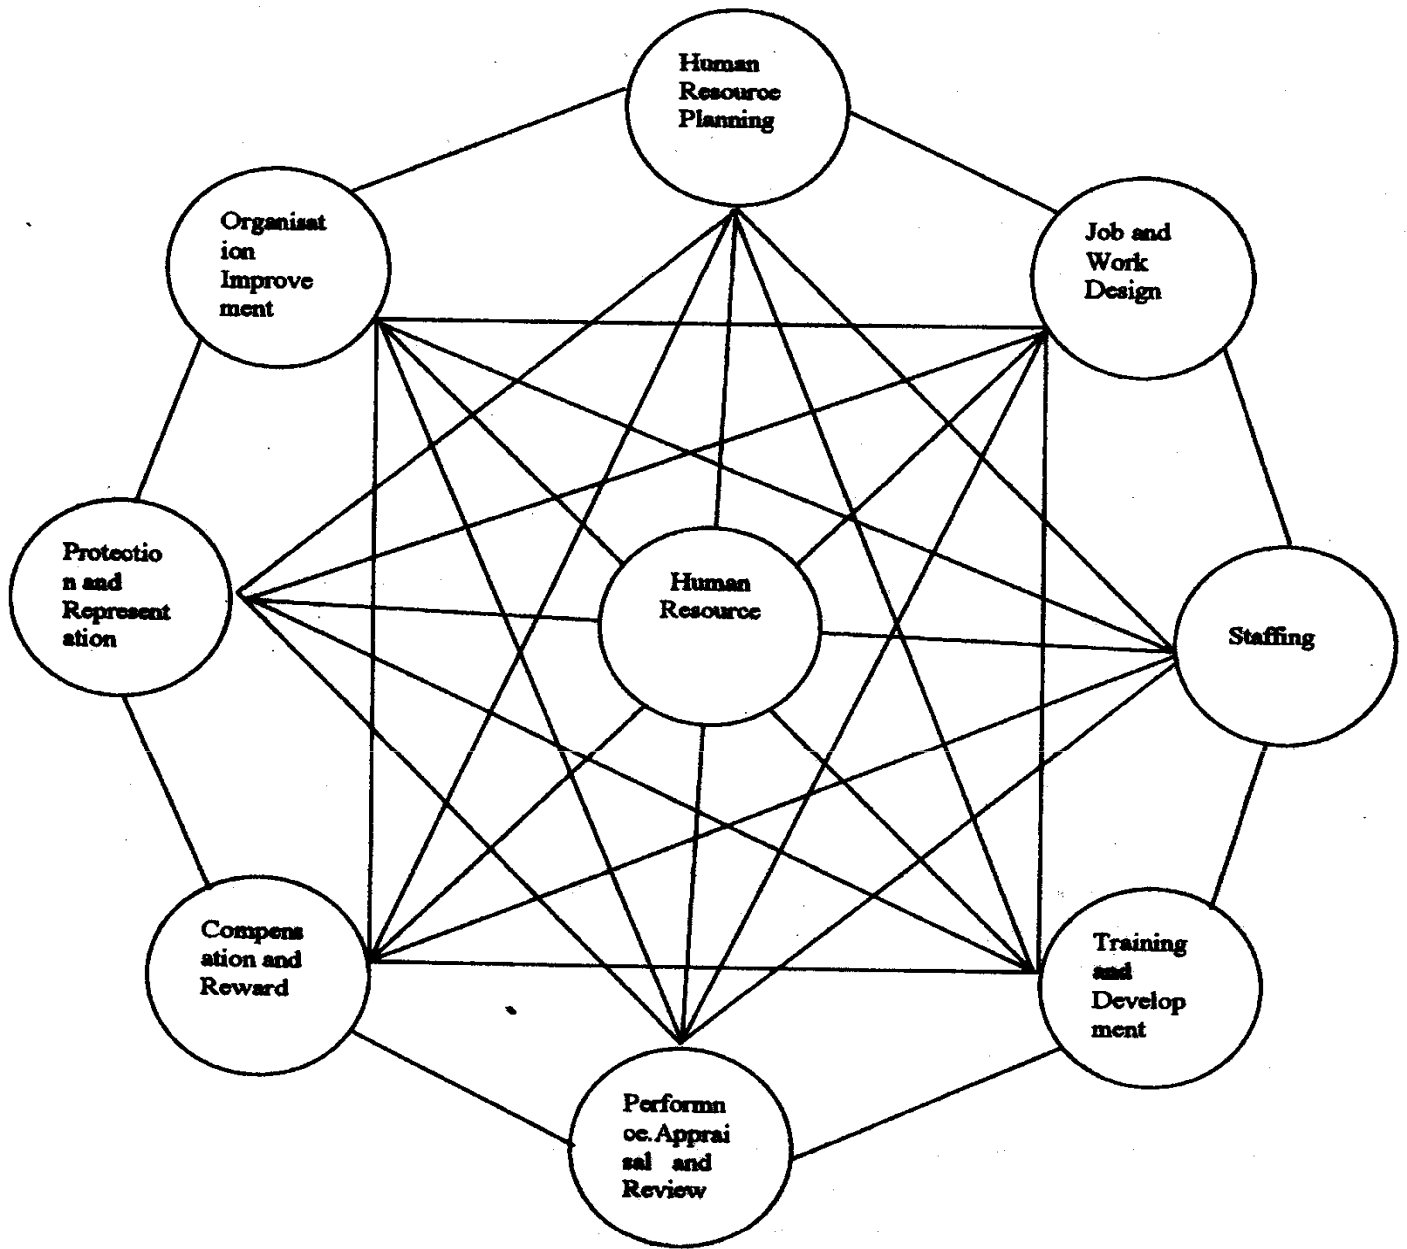 Human
Resource
Planning
Organisat
ion
Improve
ment
Job and
Work
Design
Protectio
n and
Represent
ation
Human
Resource
Staffing
Compens
ation and
Reward
Training
and
Develop
ment
Performn
ce.Apprai
sal and
Review